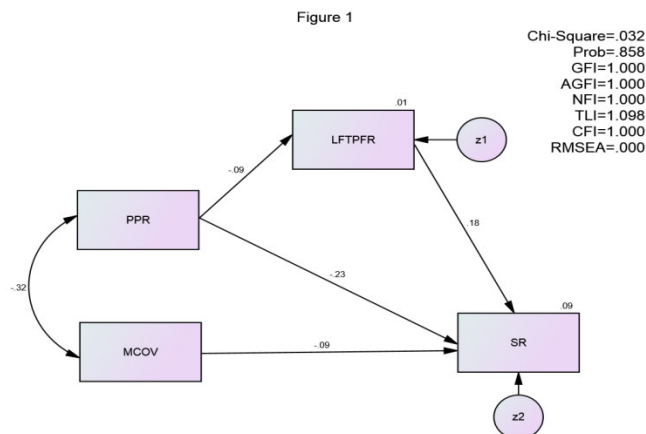 Figure 1
Chi-Square=.032
Prob=.858
GFI=1.000
AGFI=1.000
NFI=1.000
TLI=1.098
CFI=1.000
RMSEA=.000
.01
LFTPFR
z1
-.09
PPR
.18
-.23
-.32
.09
SR
MCOV
-.09
z2